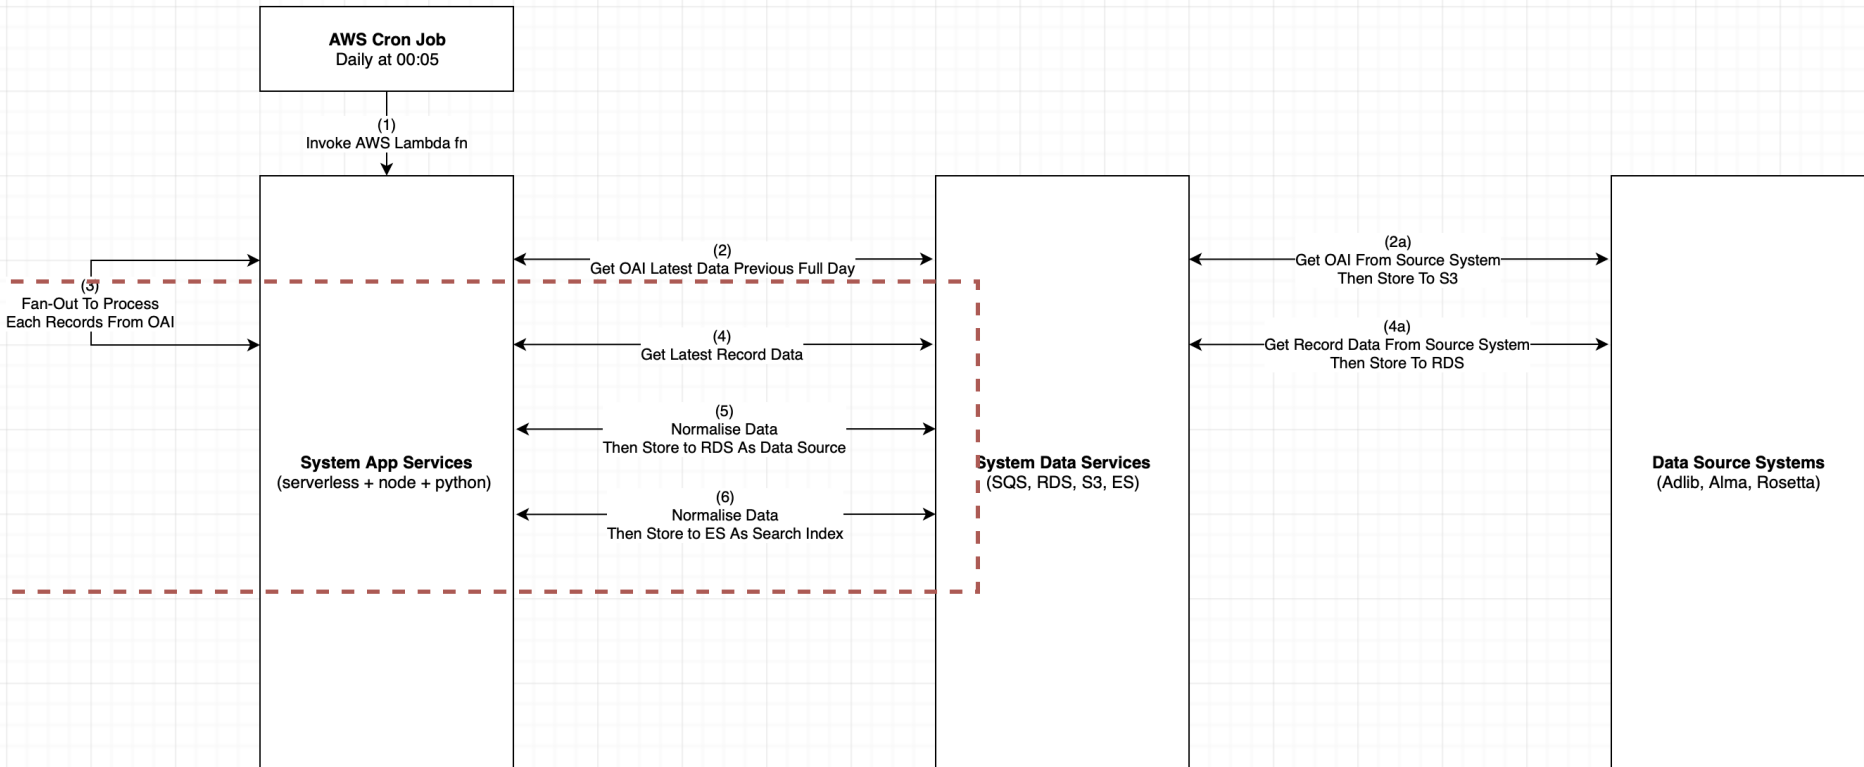 AWS Cron Job
Daily at 00:05
(1)
Invoke AWS Lambda fn
(2)
Get OAI Latest Data Previous Full Day
(2a)
Get OAI From Source System
Then Store To S3
(3)
Fan-Out To Process
Each Records From OAI
(4)
Get Latest Record Data
(4a)
Get Record Data From Source System
Then Store To RDS
(5)
Normalise Data
Then Store to RDS As Data Source
System App Services
(serverless + node + python)
System Data Services
(SQS, RDS, S3, ES)
Data Source Systems
(Adlib, Alma, Rosetta)
(6)
Normalise Data
Then Store to ES As Search Index